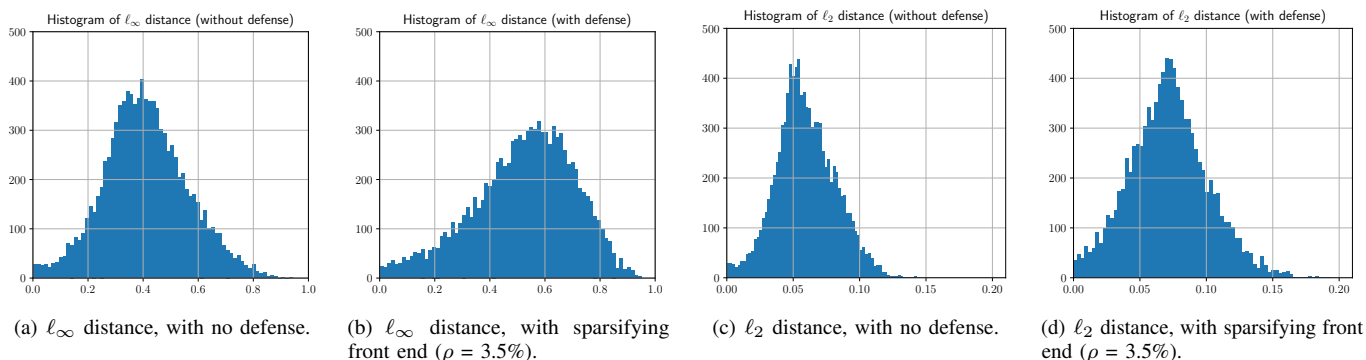 Histogram of ℓ∞ distance (without defense)
500
400
300
200
100
0
0.0 0.2 0.4 0.6 0.8 1.0
(a) ℓ∞ distance, with no defense.
Histogram of ℓ∞ distance (with defense)
500
400
300
200
100
0
0.0 0.2 0.4 0.6 0.8 1.0
(b) ℓ∞ distance, with sparsifying
front end (ρ = 3.5%).
Histogram of ℓ2 distance (without defense)
500
400
300
200
100
0
0.00 0.05 0.10 0.15 0.20
(c) ℓ2 distance, with no defense.
Histogram of ℓ2 distance (with defense)
500
400
300
200
100
0
0.00 0.05 0.10 0.15 0.20
(d) ℓ2 distance, with sparsifying front
end (ρ = 3.5%).